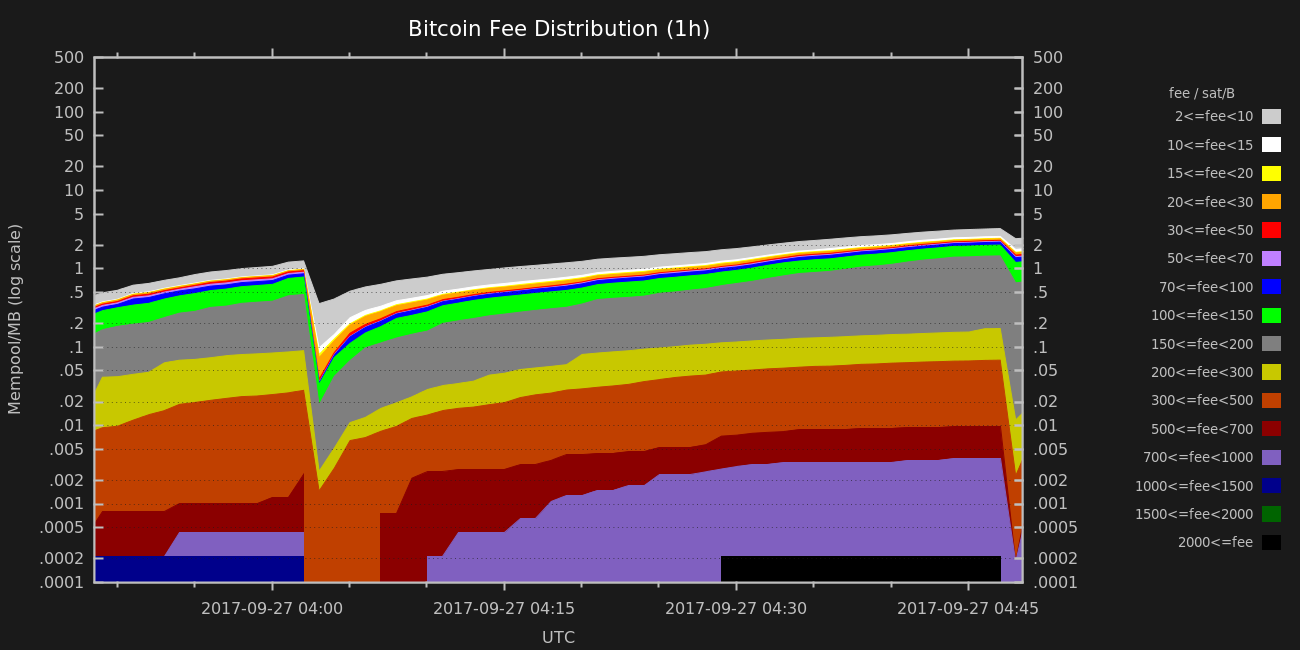 Bitcoin Fee Distribution (1h)
Mempool/MB (log scale)
500
200
100
50
20
10
5
2
1
.5
.2
.1
.05
.02
.01
.005
.002
.001
.0005
.0002
.0001
500
200
100
50
20
10
5
2
1
.5
.2
.1
.05
.02
.01
.005
.002
.001
.0005
.0002
.0001
2017-09-27 04:00
2017-09-27 04:15
2017-09-27 04:30
2017-09-27 04:45
UTC
fee / sat/B
2<=fee<10
10<=fee<15
15<=fee<20
20<=fee<30
30<=fee<50
50<=fee<70
70<=fee<100
100<=fee<150
150<=fee<200
200<=fee<300
300<=fee<500
500<=fee<700
700<=fee<1000
1000<=fee<1500
1500<=fee<2000
2000<=fee